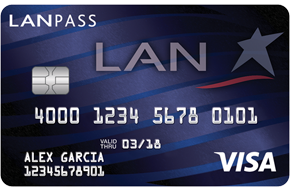 LANPASS
LAN
4000 1234 5678 0101
VALID
THRU 03/18
ALEX GARCIA
12345678901
VISA